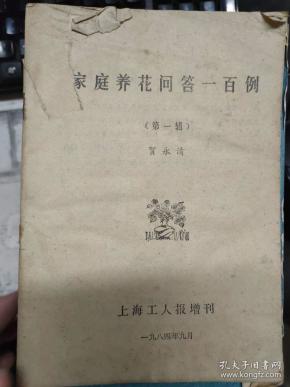 家庭养花问答一百例
（第一辑）
贺永清
上海工人报增刊
一九八四年九月
孔夫子旧书网